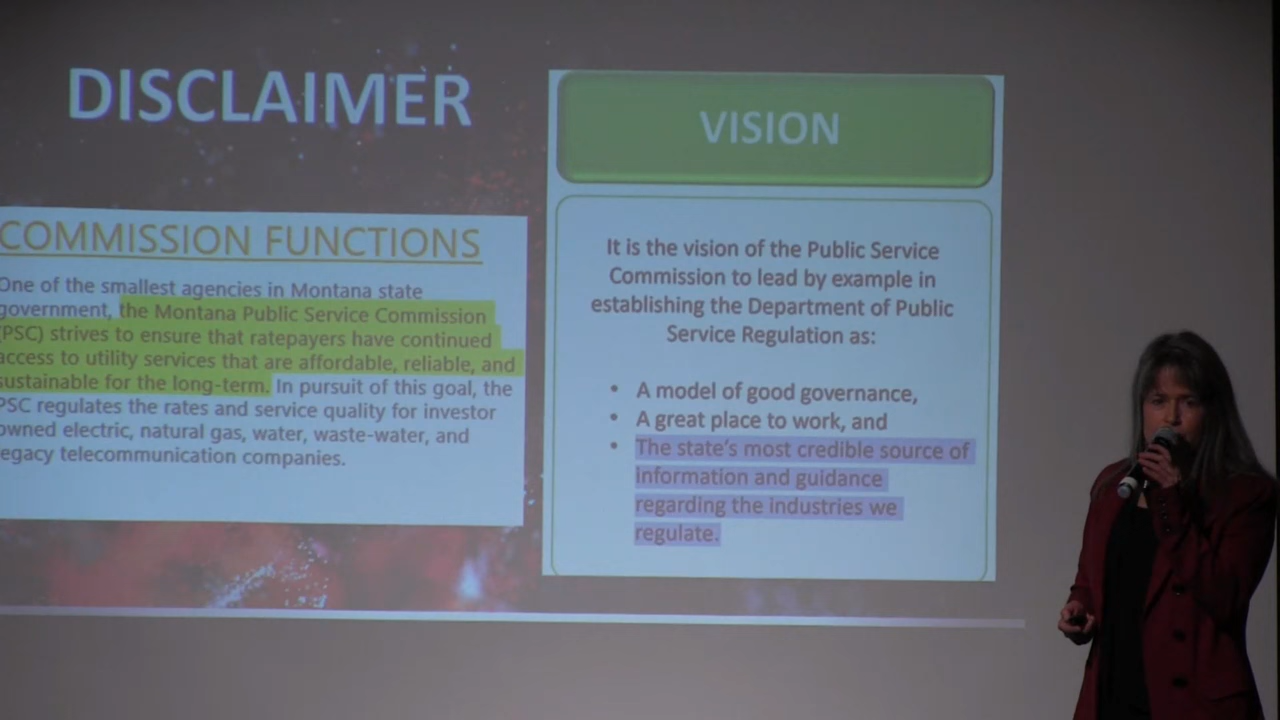 DISCLAIMER
COMMISSION FUNCTIONS
One of the smallest agencies in Montana state
government, the Montana Public Service Commission
(PSC) strives to ensure that ratepayers have continued
access to utility services that are affordable, reliable, and
sustainable for the long-term. In pursuit of this goal, the
PSC regulates the rates and service quality for investor
owned electric, natural gas, water, waste-water, and
legacy telecommunication companies.
VISION
It is the vision of the Public Service
Commission to lead by example in
establishing the Department of Public
Service Regulation as:
• A model of good governance,
• A great place to work, and
• The state's most credible source of
information and guidance
regarding the industries we
regulate.